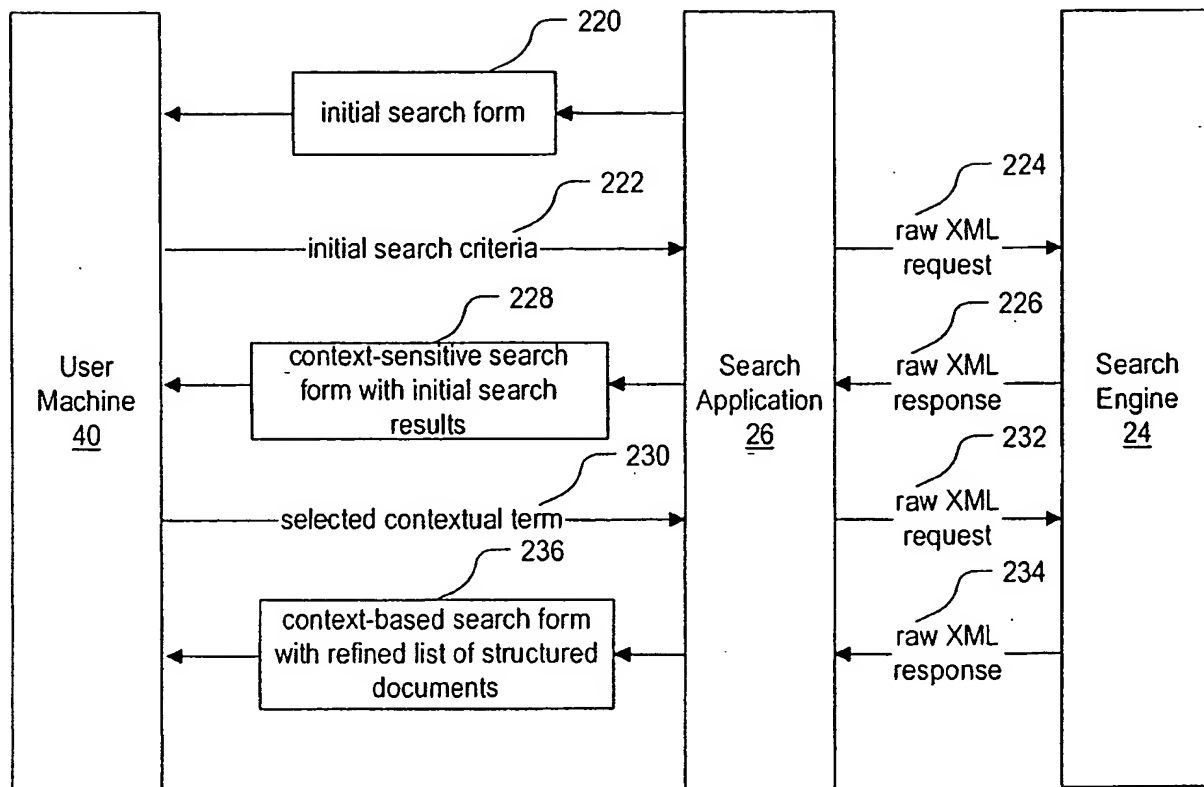 220
initial search form
222
initial search criteria
224
raw XML
request
228
context-sensitive search
form with initial search
results
226
raw XML
response
User
Machine
40
Search
Application
26
Search
Engine
24
230
selected contextual term
232
raw XML
request
236
context-based search form
with refined list of structured
documents
234
raw XML
response